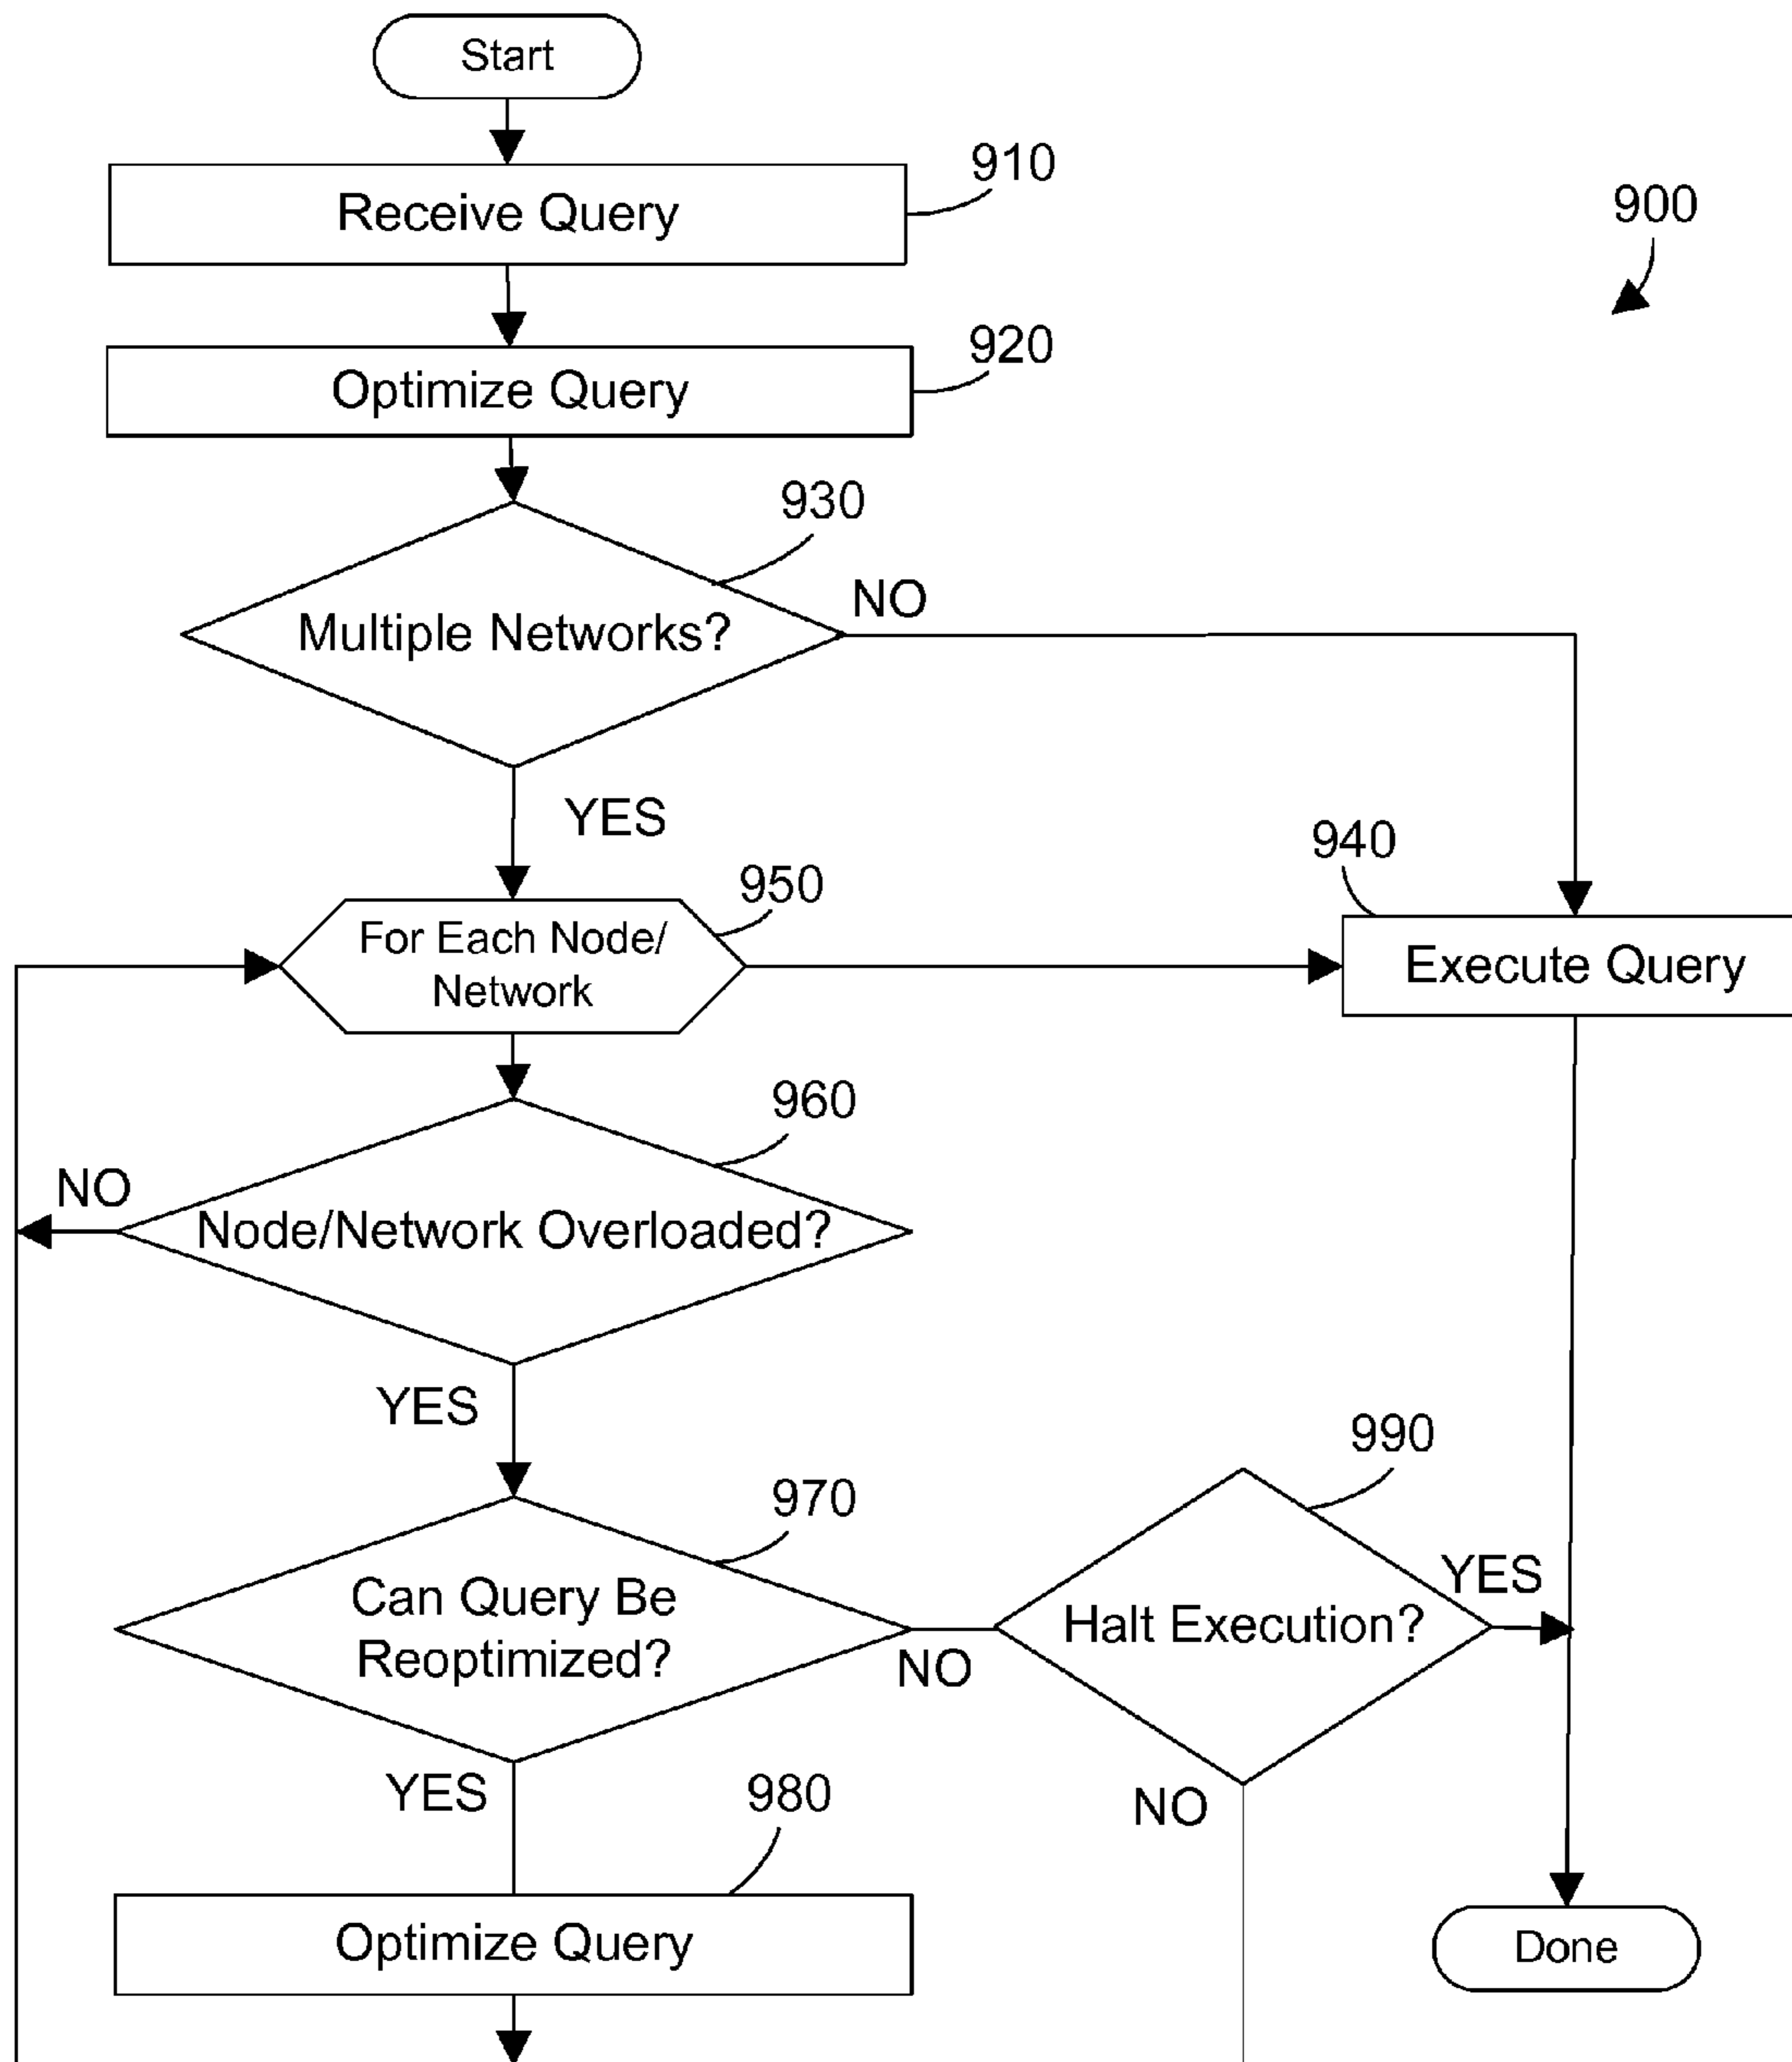 Start
910
Receive Query
900
920
Optimize Query
930
Multiple Networks?
NO
YES
940
950
For Each Node/
Network
Execute Query
960
NO
Node/Network Overloaded?
YES
990
970
YES
Can Query Be
Reoptimized?
Halt Execution?
NO
YES
980
NO
Optimize Query
Done